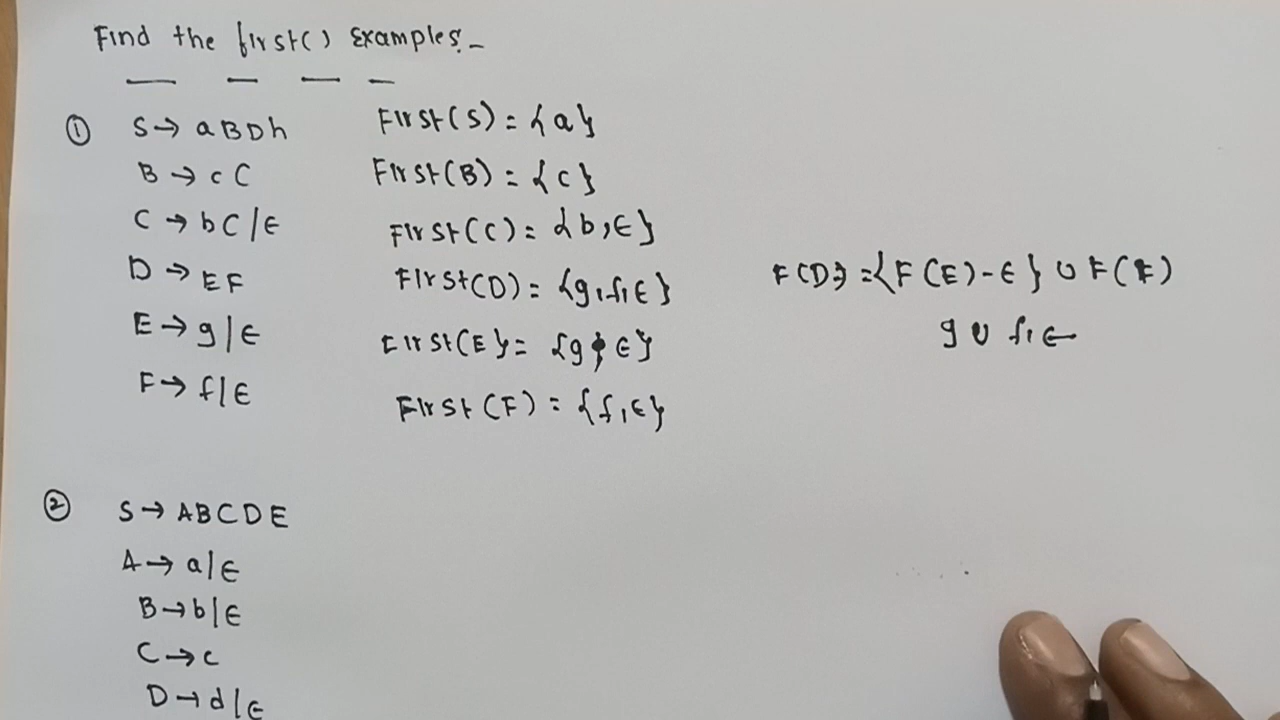 Find the first() Examples.
① S → aBDh First(S) = {a}
B → cC First(B) = {c}
C → bC/ϵ First(C) = {b,ϵ}
D → EF First(D) = {g,f,ϵ} F(D) = {F(E)-ϵ} ∪ F(F)
E → g/ϵ First(E} = {g, ϵ} g ∪ f,ϵ
F → f/ϵ First(F) = {f,ϵ}
② S → ABCDE
A → a/ϵ
B → b/ϵ
C → c
D → d/ϵ